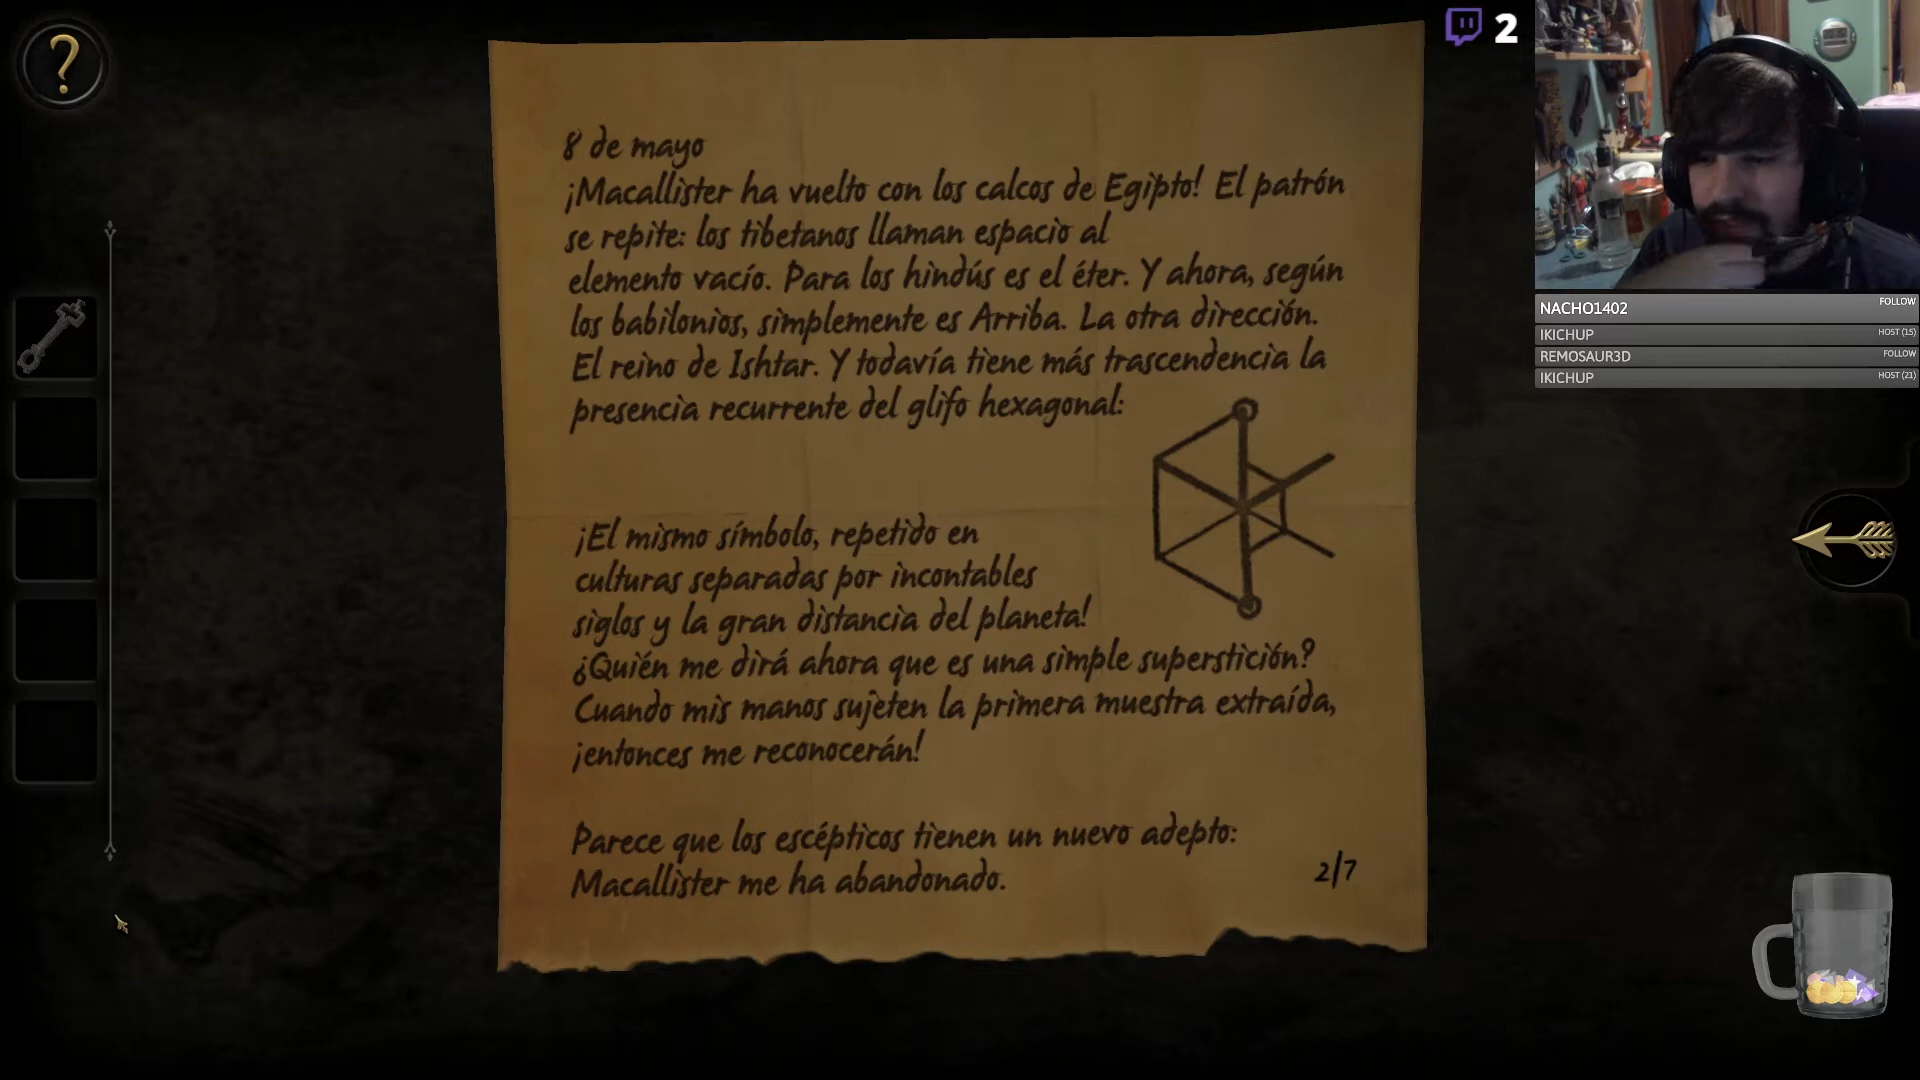 8 de mayo
¡Macallister ha vuelto con los calcos de Egipto! El patrón
se repite: los tibetanos llaman espacio al
elemento vacío. Para los hindús es el éter. Y ahora, según
los babilonios, simplemente es Arriba. La otra dirección.
El reino de Ishtar. Y todavía tiene más trascendencia la
presencia recurrente del glifo hexagonal:
¡El mismo símbolo, repetido en
culturas separadas por incontables
siglos y la gran distancia del planeta!
¿Quién me dirá ahora que es una simple superstición?
Cuando mis manos sujeten la primera muestra extraída,
¡entonces me reconocerán!
Parece que los escépticos tienen un nuevo adepto:
Macallister me ha abandonado.
2/7
?
2
NACHO1402 FOLLOW
IKICHUP HOST (15)
REMOSAUR3D FOLLOW
IKICHUP HOST (21)